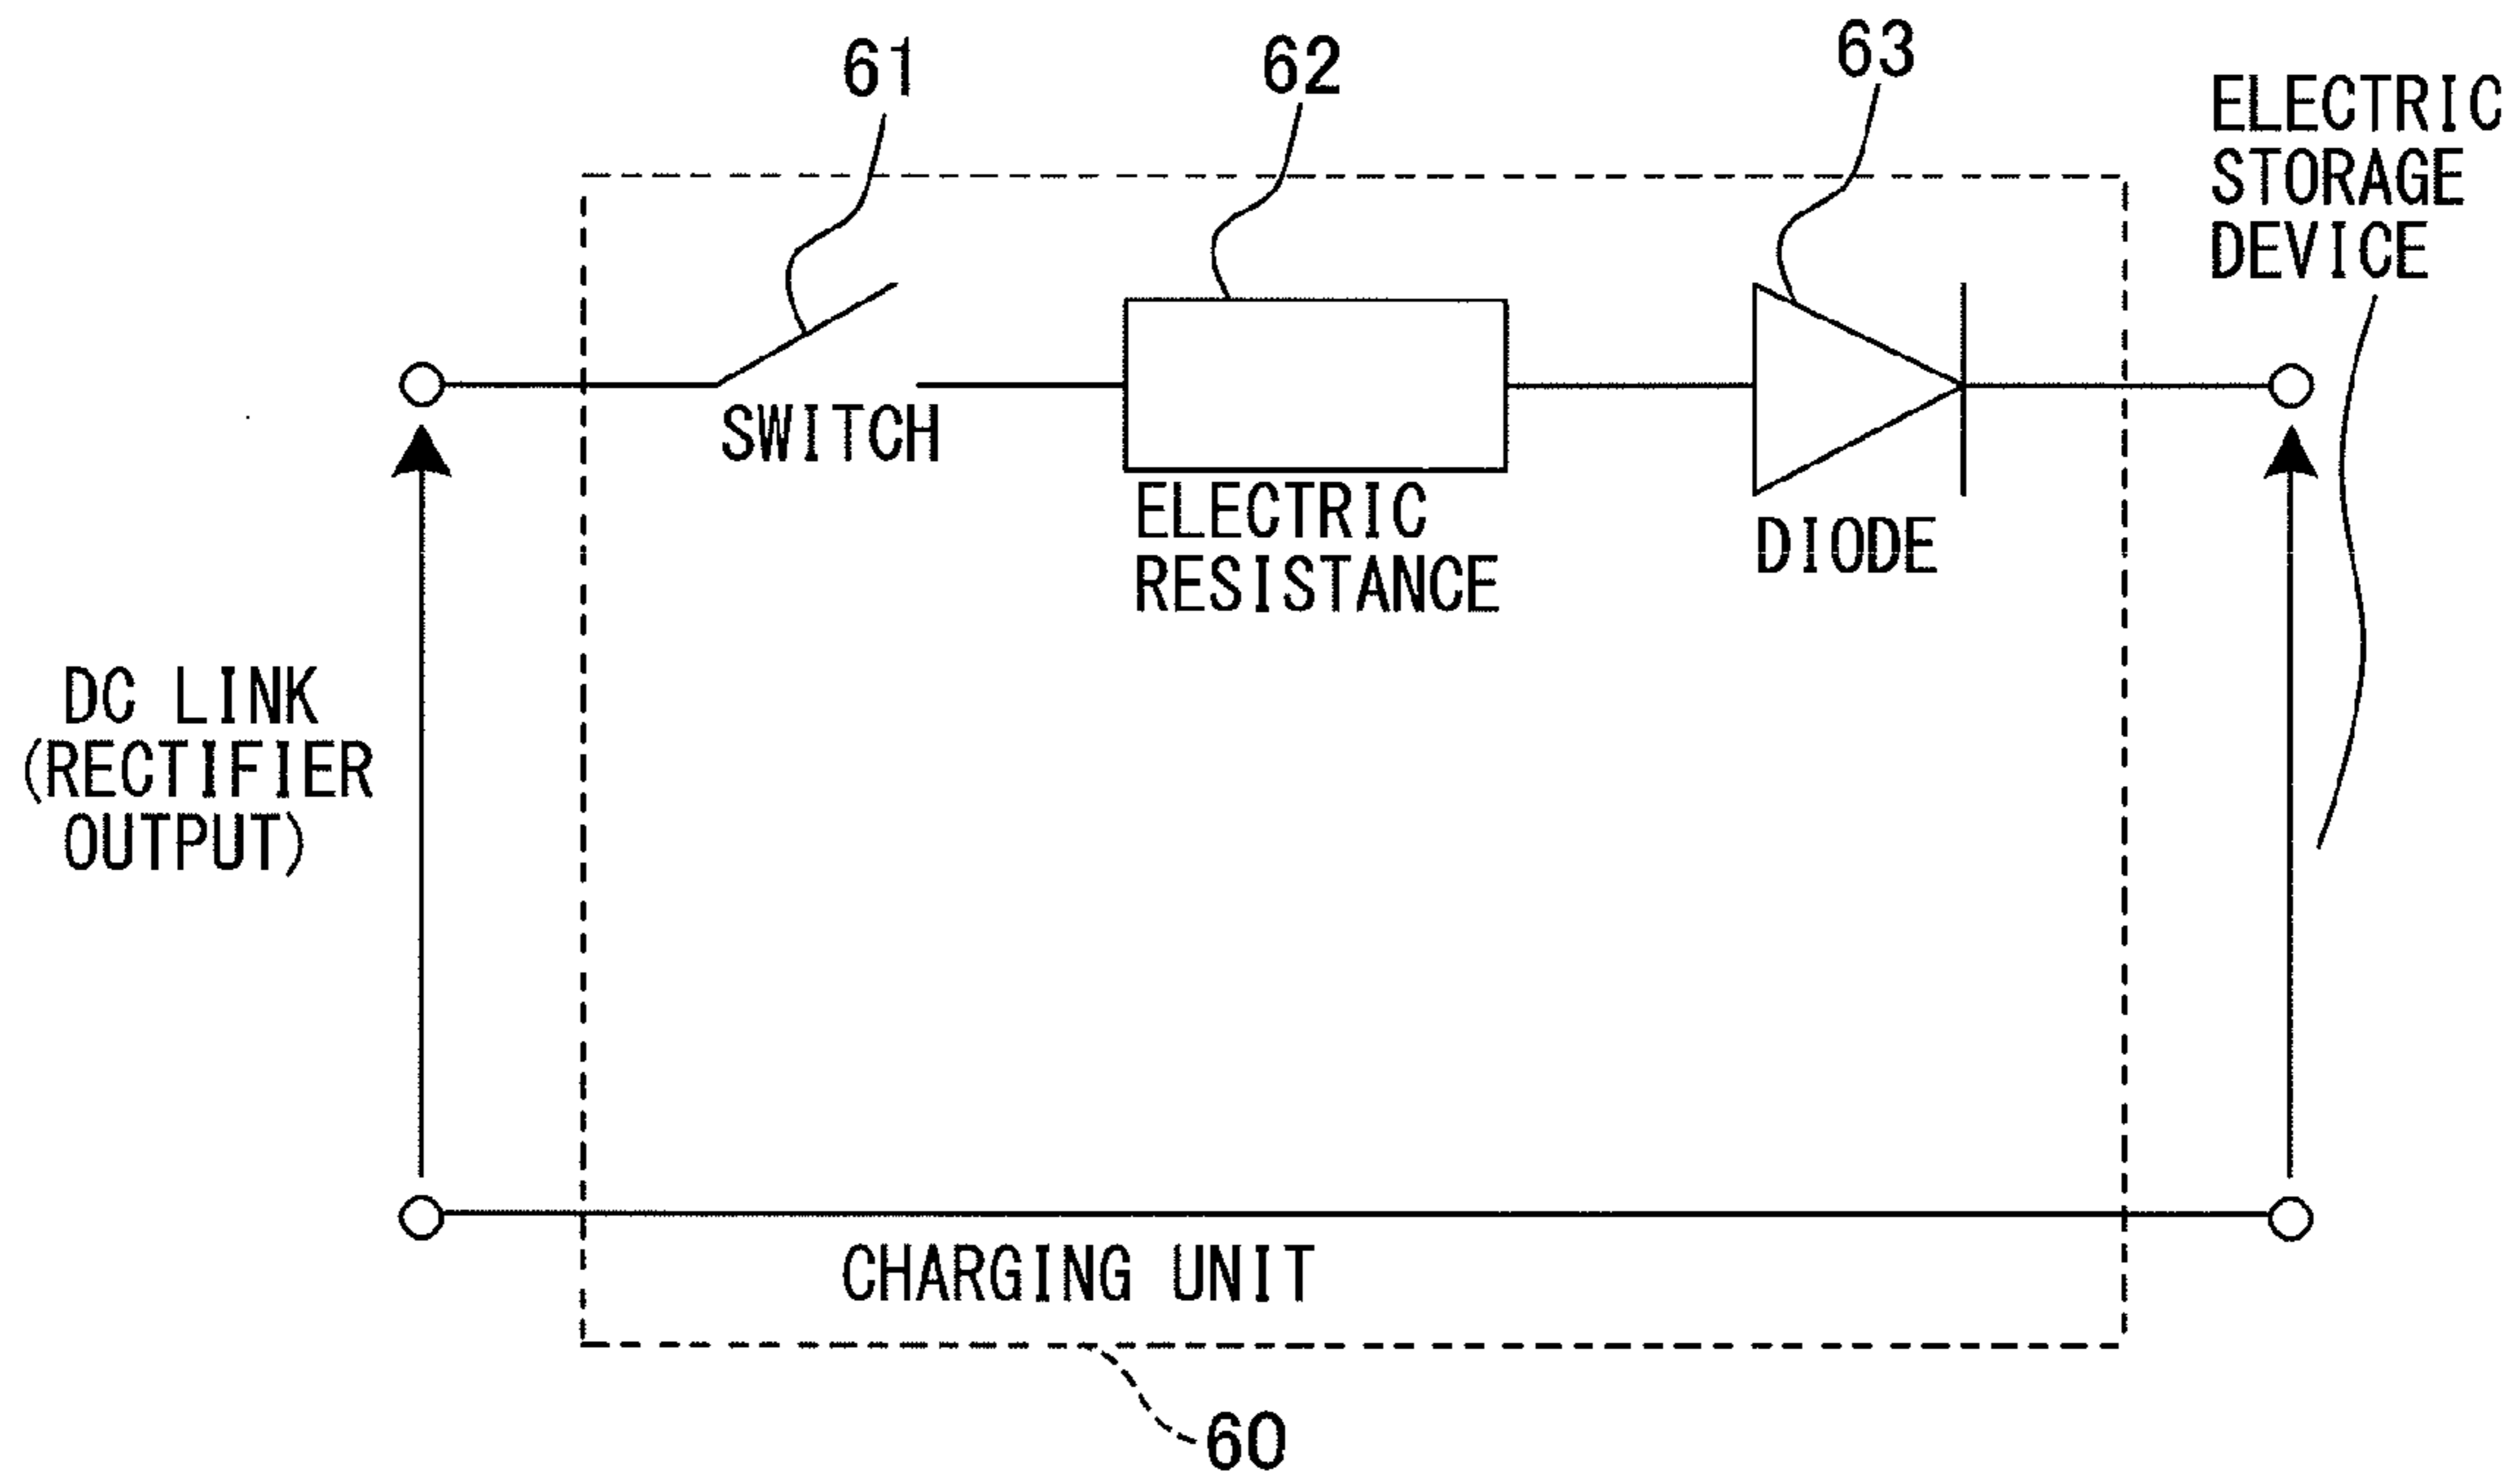 61
62
63
ELECTRIC
STORAGE
DEVICE
SWITCH
ELECTRIC
RESISTANCE
DIODE
DC LINK
(RECTIFIER
OUTPUT)
CHARGING UNIT
60